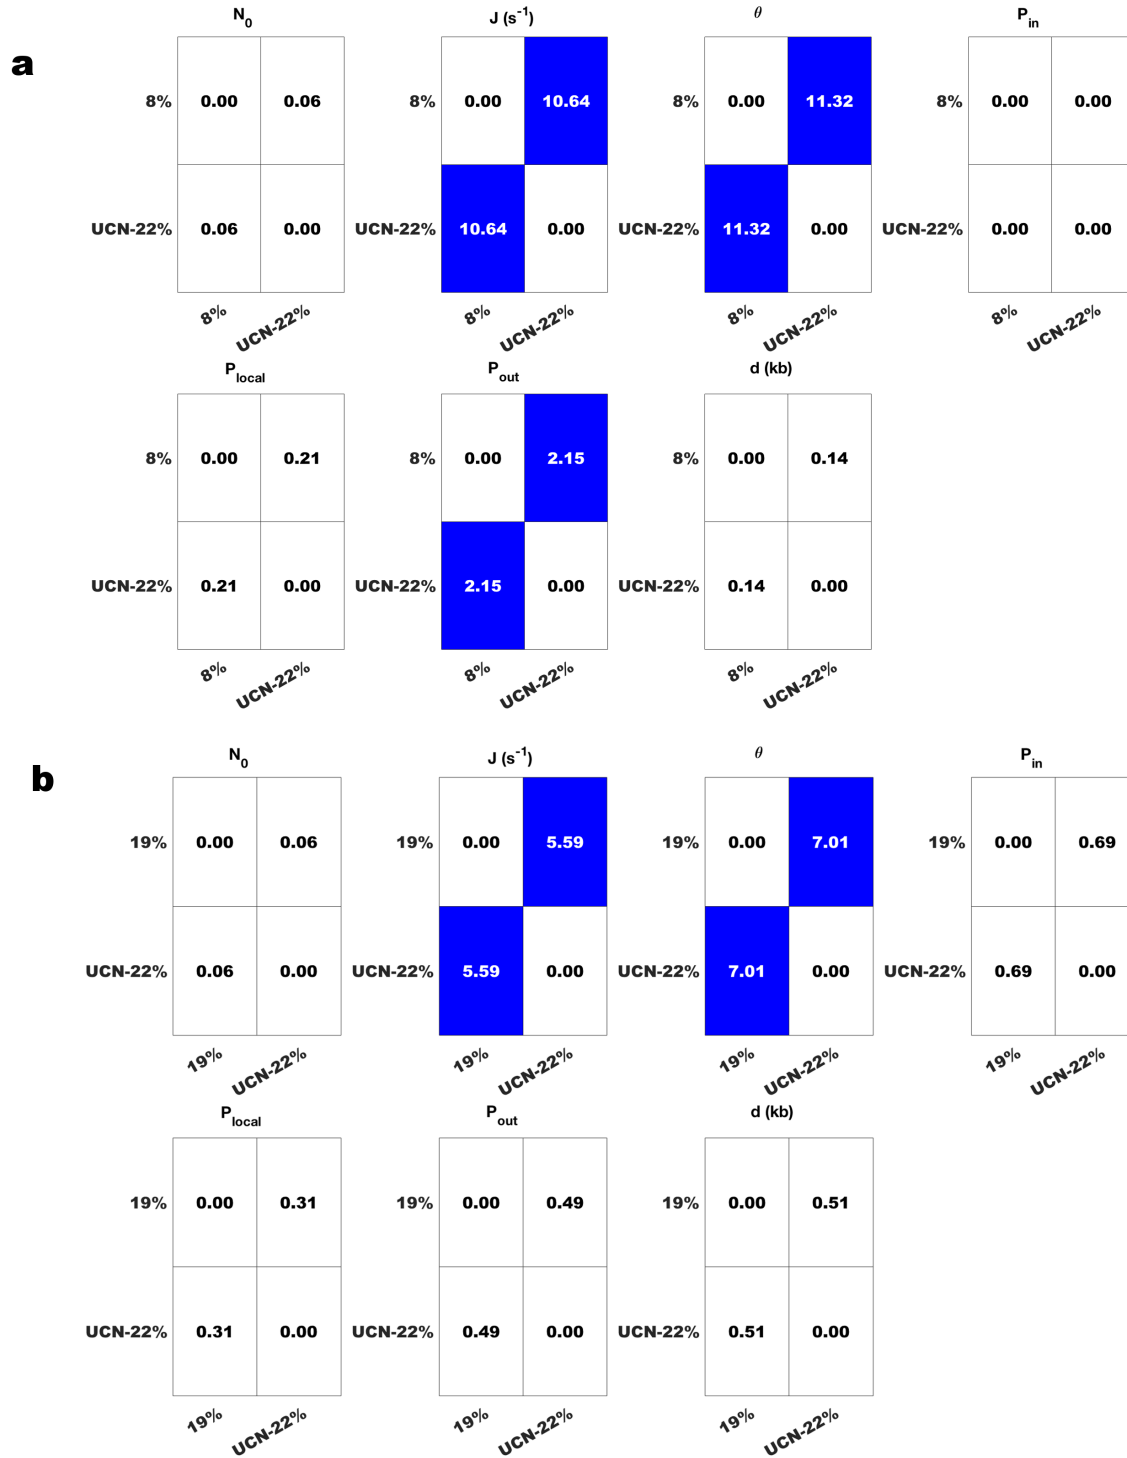 a
N0 J (s-1) θ Pin
8% 0.00 0.06 8% 0.00 10.64 8% 0.00 11.32 8% 0.00 0.00
UCN-22% 0.06 0.00 UCN-22% 10.64 0.00 UCN-22% 11.32 0.00 UCN-22% 0.00 0.00
8% UCN-22% 8% UCN-22% 8% UCN-22% 8% UCN-22%
Plocal Pout d (kb)
8% 0.00 0.21 8% 0.00 2.15 8% 0.00 0.14
UCN-22% 0.21 0.00 UCN-22% 2.15 0.00 UCN-22% 0.14 0.00
8% UCN-22% 8% UCN-22% 8% UCN-22%
b
N0 J (s-1) θ Pin
19% 0.00 0.06 19% 0.00 5.59 19% 0.00 7.01 19% 0.00 0.69
UCN-22% 0.06 0.00 UCN-22% 5.59 0.00 UCN-22% 7.01 0.00 UCN-22% 0.69 0.00
19% UCN-22% 19% UCN-22% 19% UCN-22% 19% UCN-22%
Plocal Pout d (kb)
19% 0.00 0.31 19% 0.00 0.49 19% 0.00 0.51
UCN-22% 0.31 0.00 UCN-22% 0.49 0.00 UCN-22% 0.51 0.00
19% UCN-22% 19% UCN-22% 19% UCN-22%